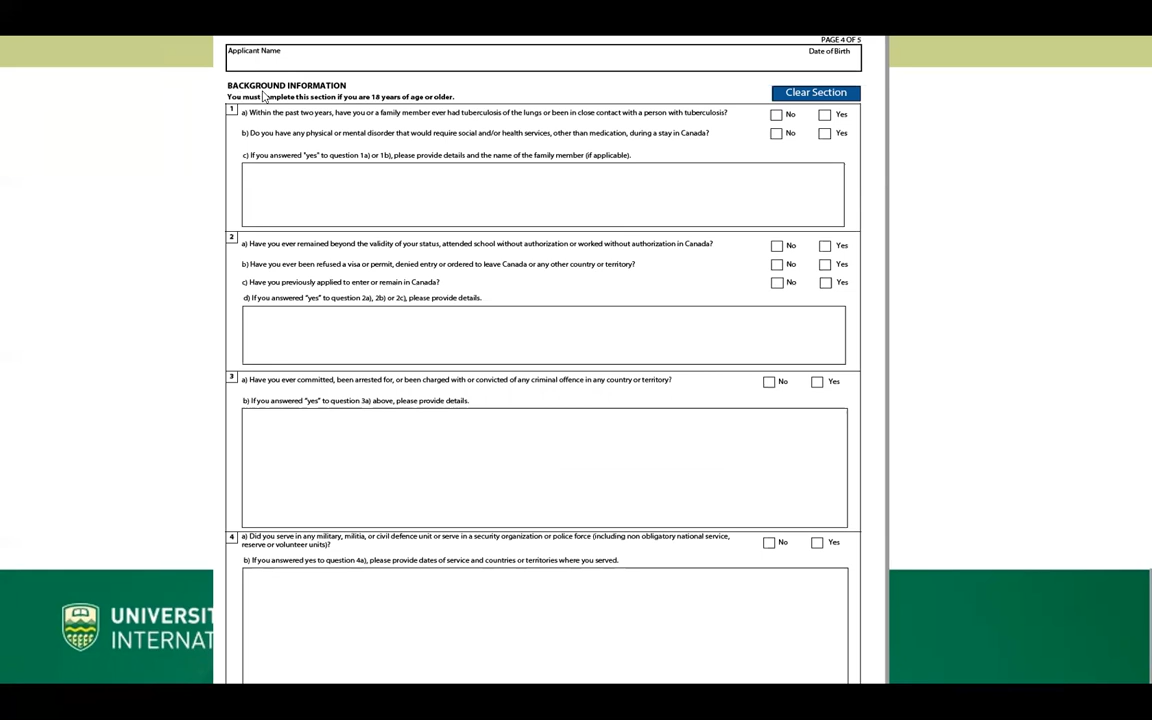 PAGE 4 OF 5
Applicant Name
Date of Birth
BACKGROUND INFORMATION
You must complete this section if you are 18 years of age or older.
Clear Section
1
a) Within the past two years, have you or a family member ever had tuberculosis of the lungs or been in close contact with a person with tuberculosis?
No
Yes
b) Do you have any physical or mental disorder that would require social and/or health services, other than medication, during a stay in Canada?
No
Yes
c) If you answered "yes" to question 1a) or 1b), please provide details and the name of the family member (if applicable).
2
a) Have you ever remained beyond the validity of your status, attended school without authorization or worked without authorization in Canada?
No
Yes
b) Have you ever been refused a visa or permit, denied entry or ordered to leave Canada or any other country or territory?
No
Yes
c) Have you previously applied to enter or remain in Canada?
No
Yes
d) If you answered "yes" to question 2a), 2b) or 2c), please provide details.
3
a) Have you ever committed, been arrested for, or been charged with or convicted of any criminal offence in any country or territory?
No
Yes
b) If you answered "yes" to question 3a) above, please provide details.
4
a) Did you serve in any military, militia, or civil defence unit or serve in a security organization or police force (including non obligatory national service,
reserve or volunteer units)?
No
Yes
b) If you answered yes to question 4a), please provide dates of service and countries or territories where you served.
UNIVERSIT
INTERNAT